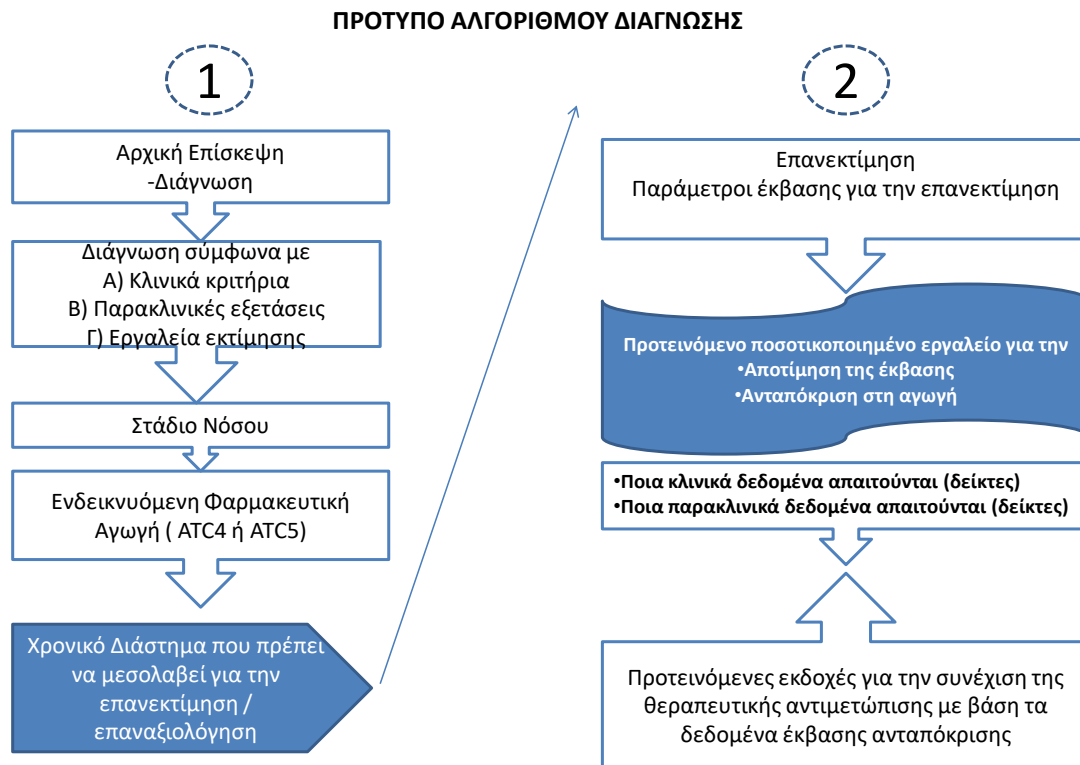 ΠΡΟΤΥΠΟ ΑΛΓΟΡΙΘΜΟΥ ΔΙΑΓΝΩΣΗΣ
1
Αρχική Επίσκεψη
-Διάγνωση
Διάγνωση σύμφωνα με
Α) Κλινικά κριτήρια
Β) Παρακλινικές εξετάσεις
Γ) Εργαλεία εκτίμησης
Στάδιο Νόσου
Ενδεικνυόμενη Φαρμακευτική
Αγωγή ( ATC4 ή ATC5)
Χρονικό Διάστημα που πρέπει
να μεσολαβεί για την
επανεκτίμηση /
επαναξιολόγηση
2
Επανεκτίμηση
Παράμετροι έκβασης για την επανεκτίμηση
Προτεινόμενο ποσοτικοποιημένο εργαλείο για την
•Αποτίμηση της έκβασης
•Ανταπόκριση στη αγωγή
•Ποια κλινικά δεδομένα απαιτούνται (δείκτες)
•Ποια παρακλινικά δεδομένα απαιτούνται (δείκτες)
Προτεινόμενες εκδοχές για την συνέχιση της
θεραπευτικής αντιμετώπισης με βάση τα
δεδομένα έκβασης ανταπόκρισης